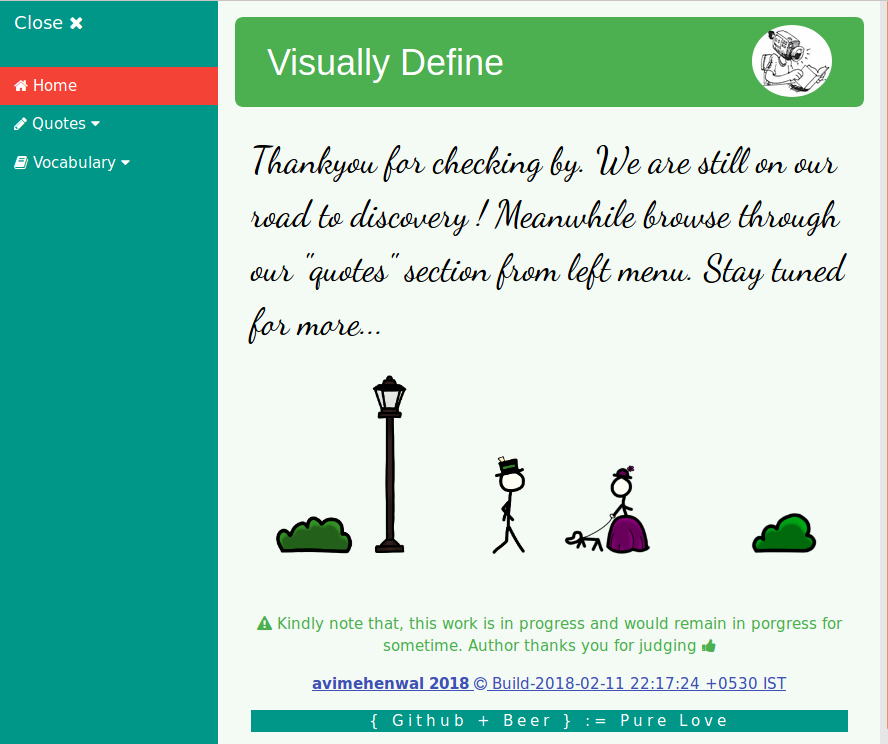 Close
Home
Quotes
Vocabulary
Visually Define
Thankyou for checking by. We are still on our
road to discovery ! Meanwhile browse through
our "quotes" section from left menu. Stay tuned
for more...
Kindly note that, this work is in progress and would remain in porgress for
sometime. Author thanks you for judging
avimehenwal 2018 © Build-2018-02-11 22:17:24 +0530 IST
{ Github + Beer } := Pure Love